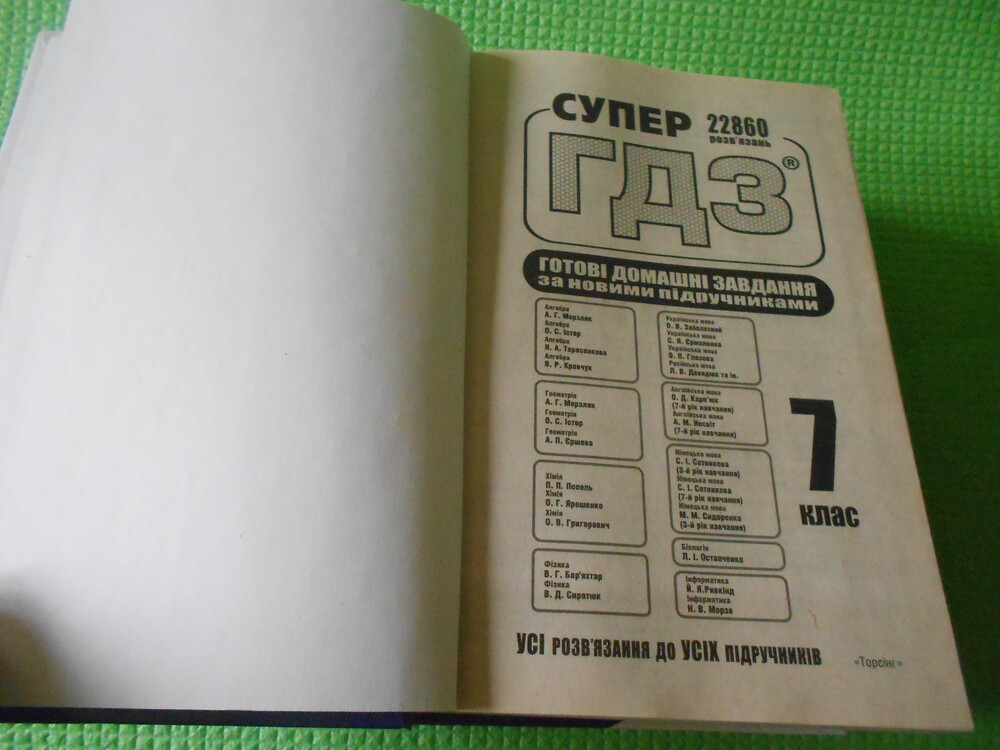 СУПЕР 22860
розв'язань
ГДЗ®
ГОТОВІ ДОМАШНІ ЗАВДАННЯ
за новими підручниками
Алгебра
А. Г. Мерзляк
Алгебра
О. С. Істер
Алгебра
Н. А. Тарасенкова
Алгебра
В. Р. Кравчук
Геометрія
А. Г. Мерзляк
Геометрія
О. С. Істер
Геометрія
А. П. Єршова
Хімія
П. П. Попель
Хімія
О. Г. Ярошенко
Хімія
О. В. Григорович
Фізика
В. Г. Бар'яхтар
Фізика
В. Д. Сиротюк
Українська мова
О. В. Заболотний
Українська мова
С. Я. Єрмоленко
Українська мова
О. П. Глазова
Російська мова
Л. В. Давидюк та ін.
Англійська мова
О. Д. Карп'юк
(7-й рік навчання)
Англійська мова
А. М. Несвіт
(7-й рік навчання)
Німецька мова
С. І. Сотникова
(3-й рік навчання)
Німецька мова
С. І. Сотникова
(7-й рік навчання)
Німецька мова
М. М. Сидоренко
(3-й рік навчання)
Біологія
Л. І. Остапченко
Інформатика
Й. Я.Ривкінд
Інформатика
Н. В. Морзе
7
клас
УСІ РОЗВ'ЯЗАННЯ ДО УСІХ ПІДРУЧНИКІВ
«Торсінг»